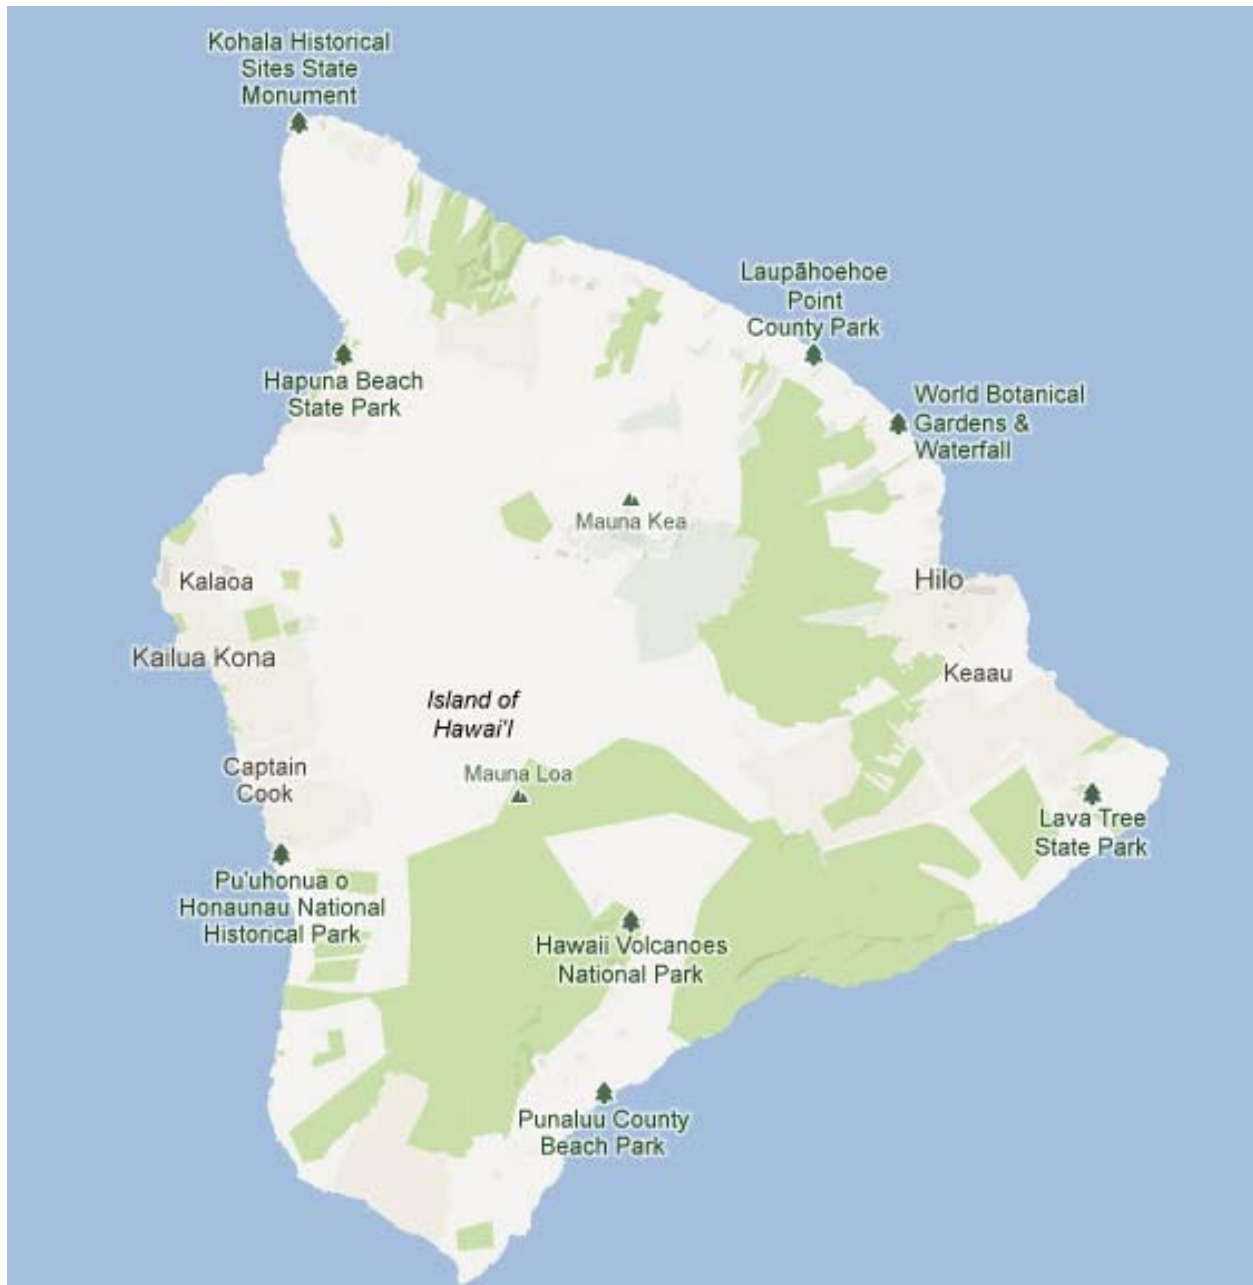 Kohala Historical
Sites State
Monument
Laupāhoehoe
Point
County Park
Hapuna Beach
State Park
World Botanical
Gardens &
Waterfall
Mauna Kea
Kalaoa
Hilo
Kailua Kona
Keaau
Island of
Hawai'I
Captain
Cook
Mauna Loa
Lava Tree
State Park
Pu'uhonua o
Honaunau National
Historical Park
Hawaii Volcanoes
National Park
Punaluu County
Beach Park